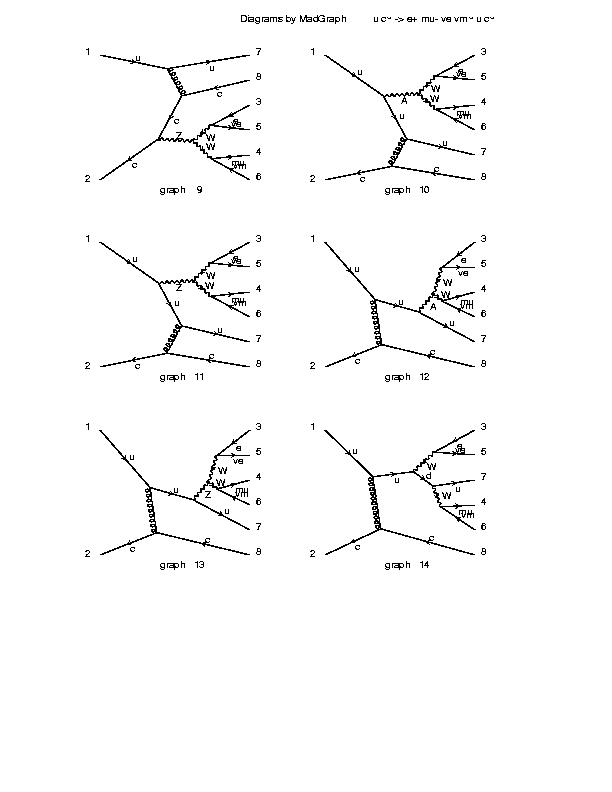 Diagrams by MadGraph u c~ -> e+ mu- ve vm~ u c~
1 u u 7
8
c
3
c e ve 5
Z W W
4
mu vm
2 c 6
graph 9
1 u 3
e ve 5
A W W
4
mu vm
u 6
u 7
2 c c 8
graph 10
1 u 3
e ve 5
Z W W
4
mu vm
u 6
u 7
2 c c 8
graph 11
1 u 3
e
ve 5
W
W 4
mu vm
u A 6
u 7
2 c c 8
graph 12
1 u 3
e
ve 5
W
W 4
mu vm
u Z 6
u 7
2 c c 8
graph 13
1 u 3
e ve 5
W
u d 7
u
W 4
mu vm
6
2 c c 8
graph 14